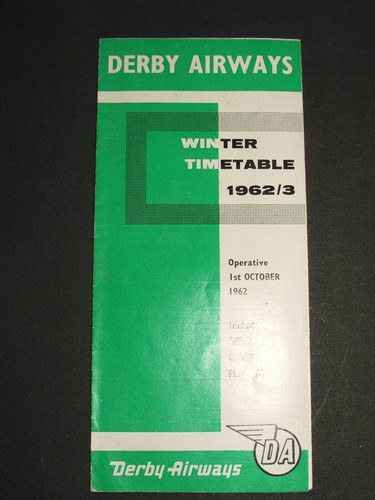 DERBY AIRWAYS
WINTER
TIMETABLE
1962/3
Operative
1st OCTOBER
1962
DA
Derby Airways